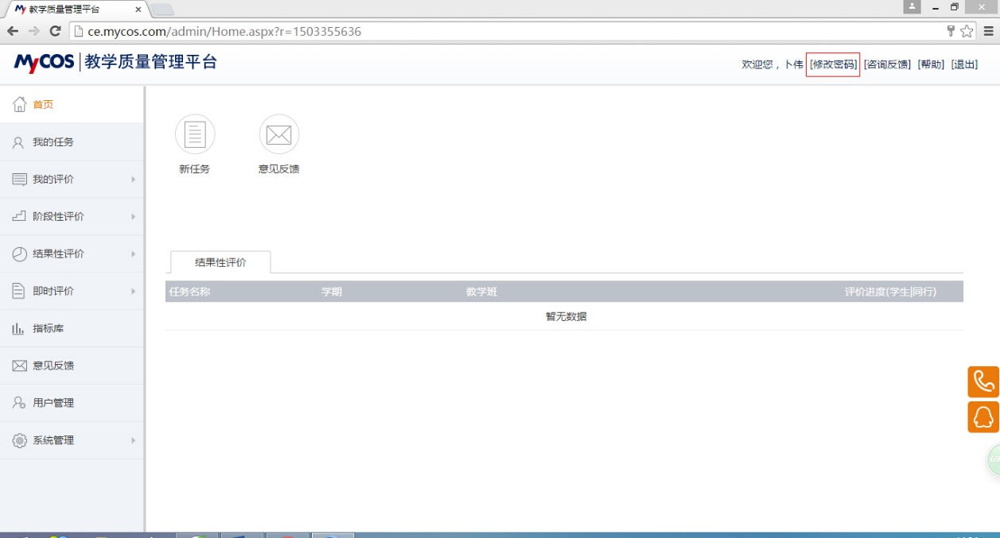 教学质量管理平台
ce.mycos.com/admin/Home.aspx?r=1503355636
MyCOS 教学质量管理平台
欢迎您，卜伟 [修改密码] [咨询反馈] [帮助] [退出]
首页
我的任务
我的评价
阶段性评价
结果性评价
即时评价
指标库
意见反馈
用户管理
系统管理
新任务 意见反馈
结果性评价
任务名称 学期 教学班 评价进度(学生|同行)
暂无数据